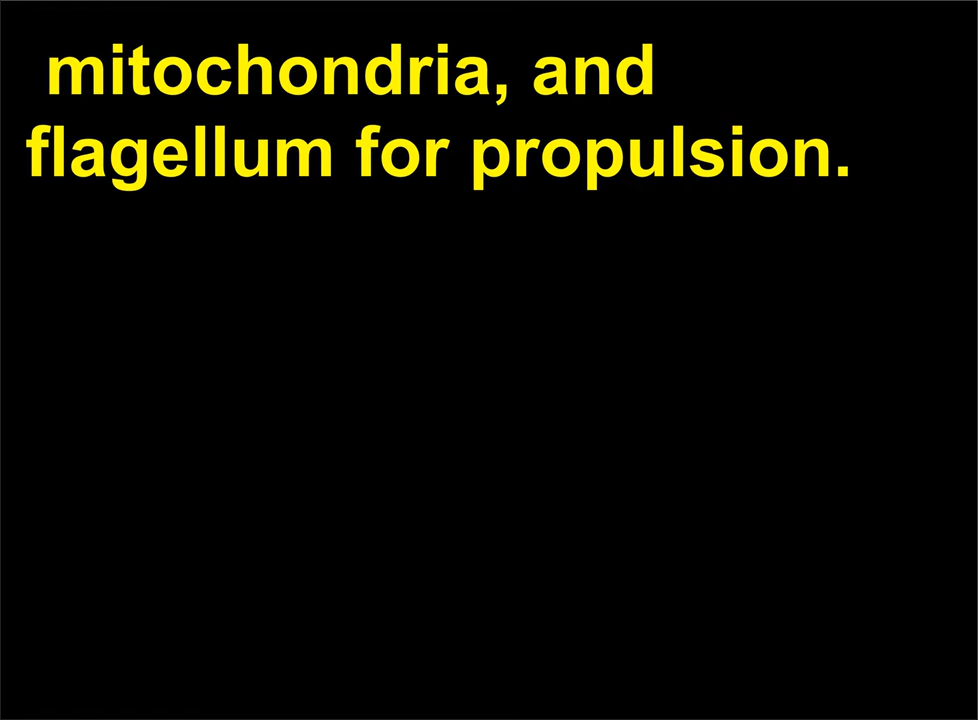 mitochondria, and
flagellum for propulsion.